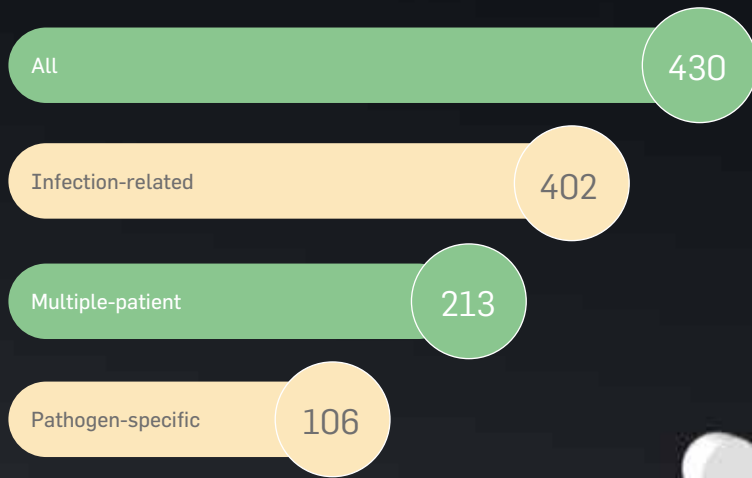 All
430
Infection-related
402
Multiple-patient
213
Pathogen-specific
106